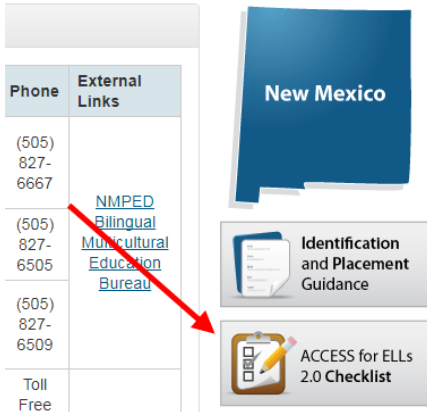 Phone
External
Links
(505)
827-
6667
(505)
827-
6505
(505)
827-
6509
Toll
Free
NMPED
Bilingual
Multicultural
Education
Bureau
New Mexico
Identification
and Placement
Guidance
ACCESS for ELLs
2.0 Checklist